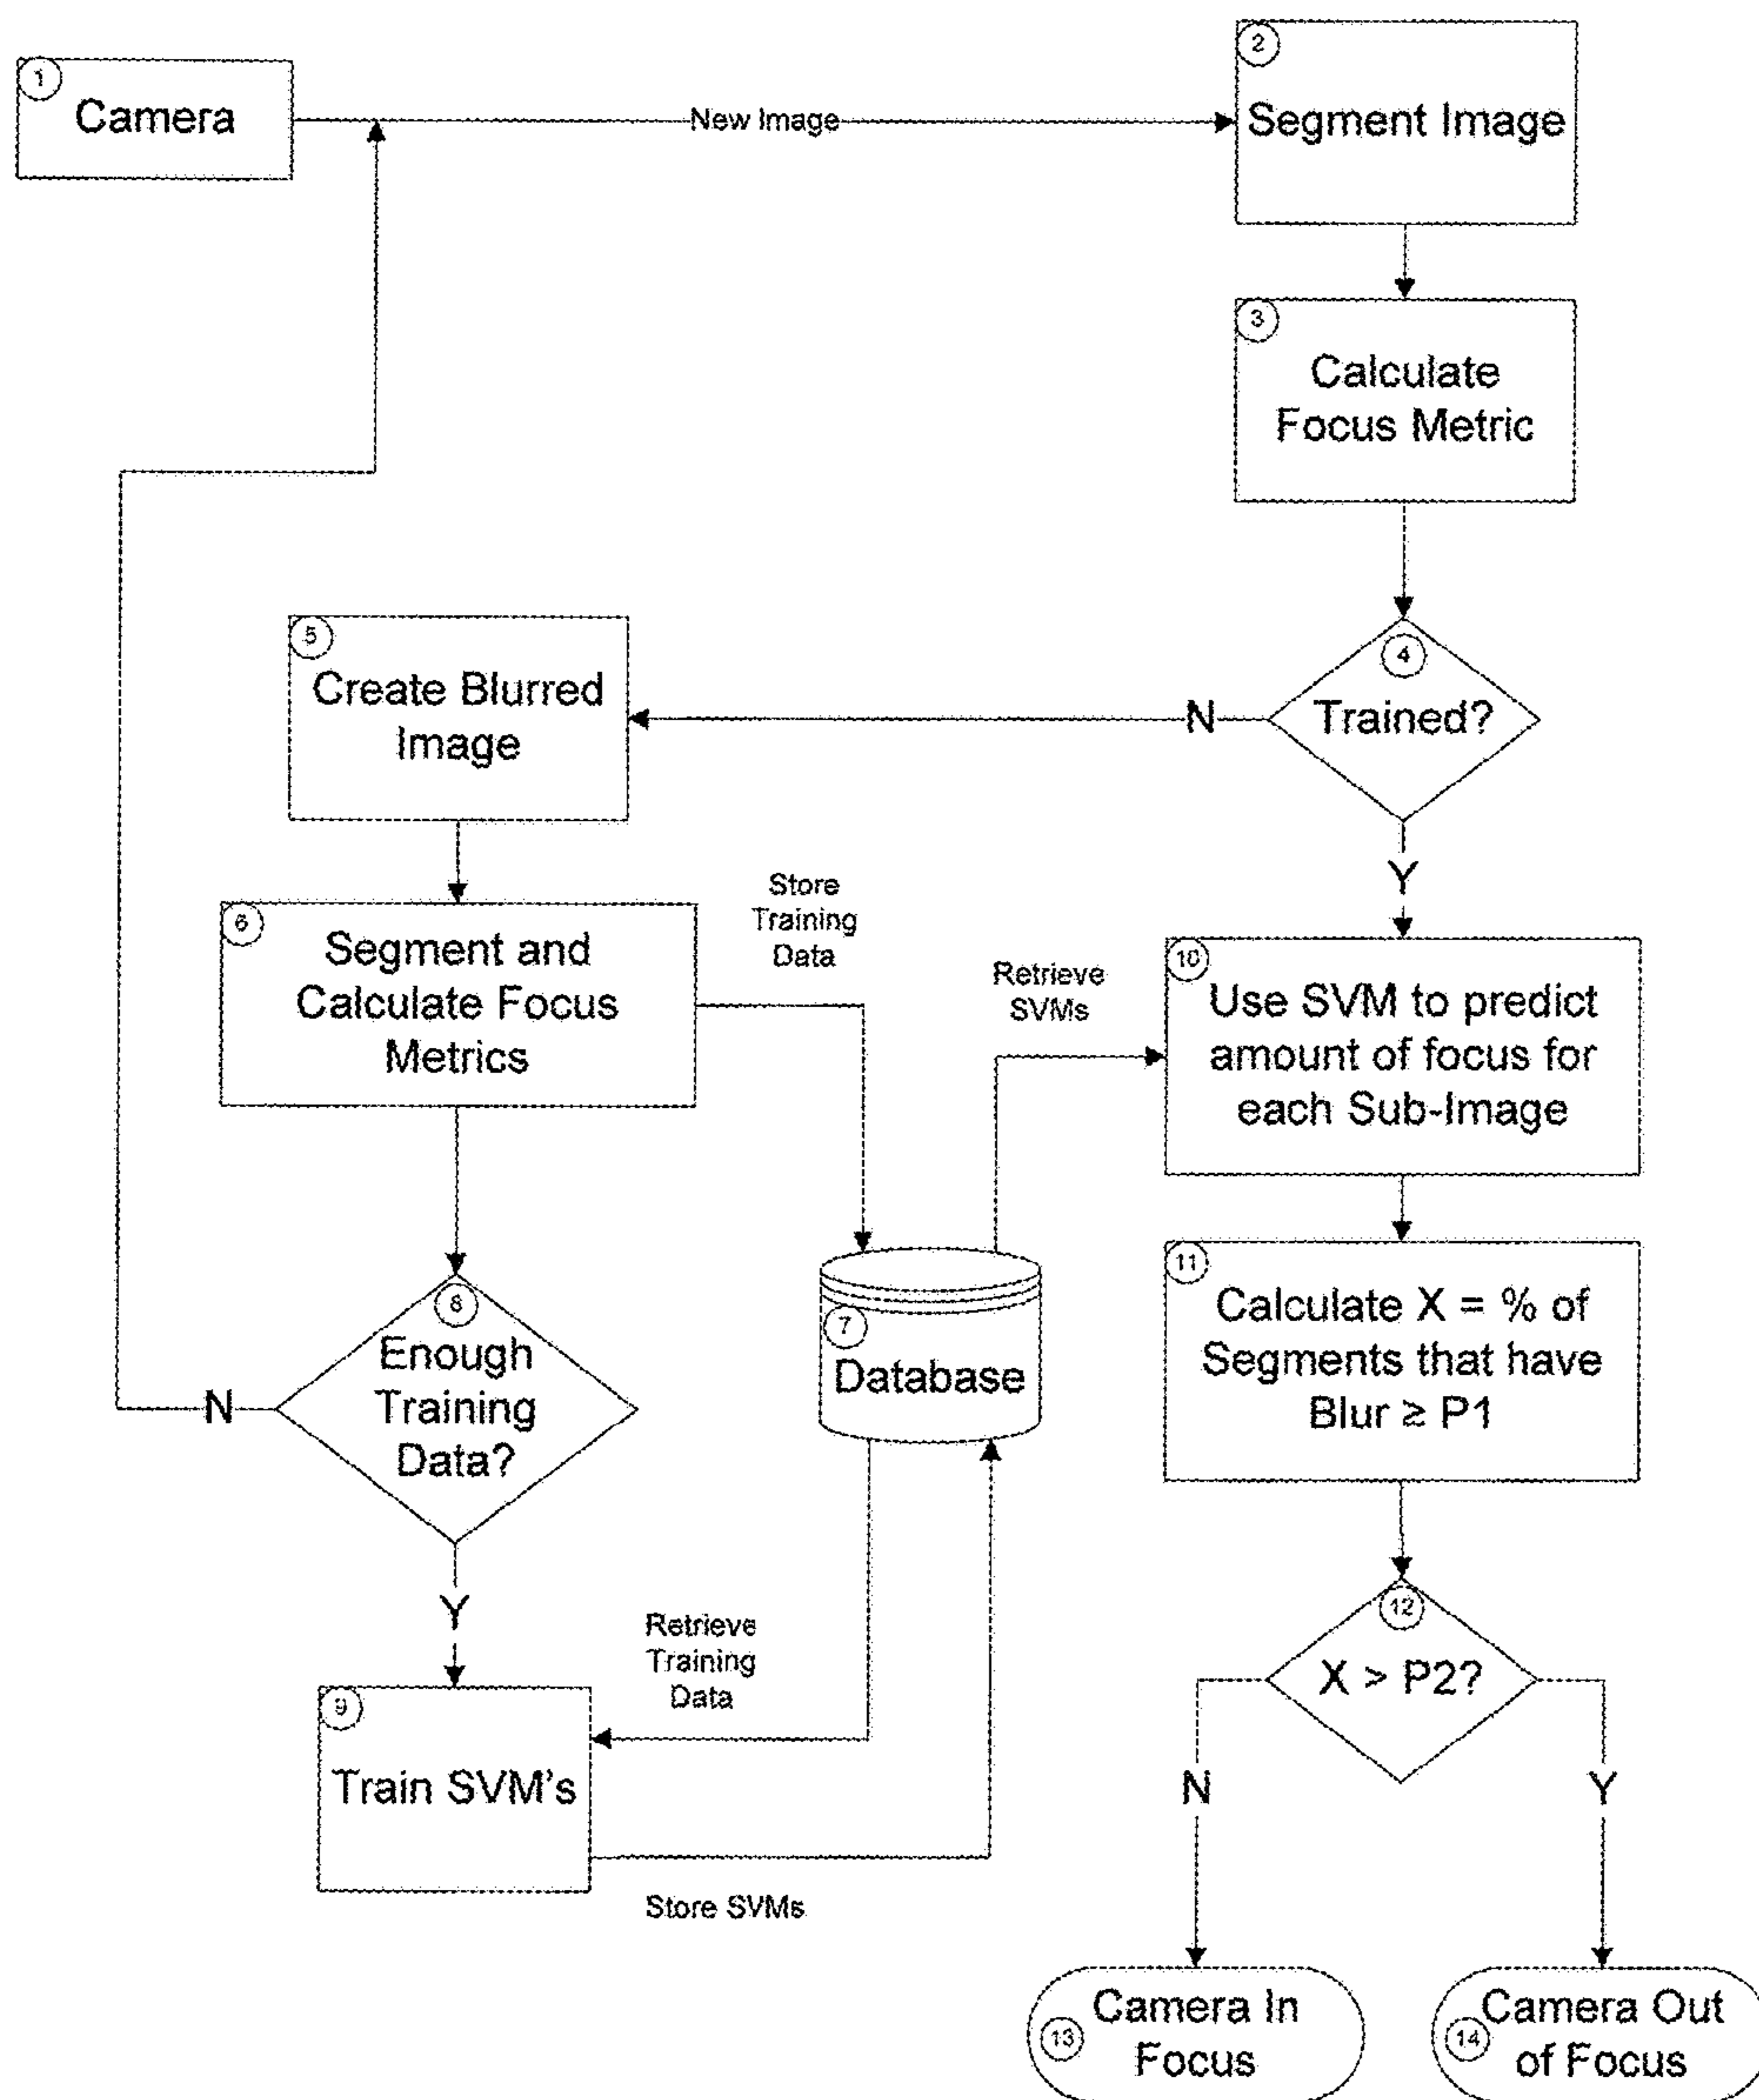 1
Camera
New Image
2
Segment Image
3
Calculate
Focus Metric
4
Trained?
N
Y
5
Create Blurred
Image
6
Segment and
Calculate Focus
Metrics
Store
Training
Data
Retrieve
SVMs
7
Database
8
Enough
Training
Data?
N
Y
Retrieve
Training
Data
9
Train SVM's
Store SVMs
10
Use SVM to predict
amount of focus for
each Sub-Image
11
Calculate X = % of
Segments that have
Blur ≥ P1
12
X > P2?
N
Y
13
Camera In
Focus
14
Camera Out
of Focus